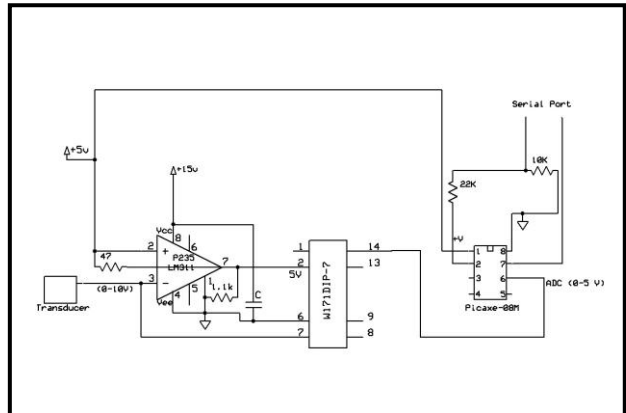 Serial Port
+5v
+15v
10K
22K
Vcc
8
6
+V
1
8
2
+
P235
7
1
14
2
7
47
LM311
2
13
3
6
ADC (0-5 V)
5V
W171DIP-7
4
5
Transducer
(0-10V)
3
-
1
1.1k
C
Picaxe-08M
Vee
4
5
6
9
7
8